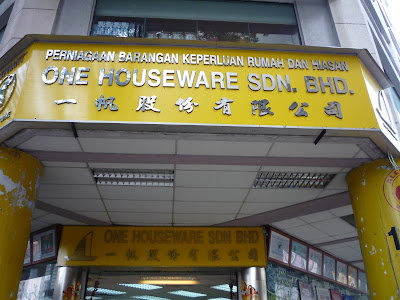 PERNIAGAAN BARANGAN KEPERLUAN RUMAH DAN HIASAN
ONE HOUSEWARE SDN. BHD.
一帆股份有限公司
ONE HOUSEWARE SDN BHD
一帆股份有限公司